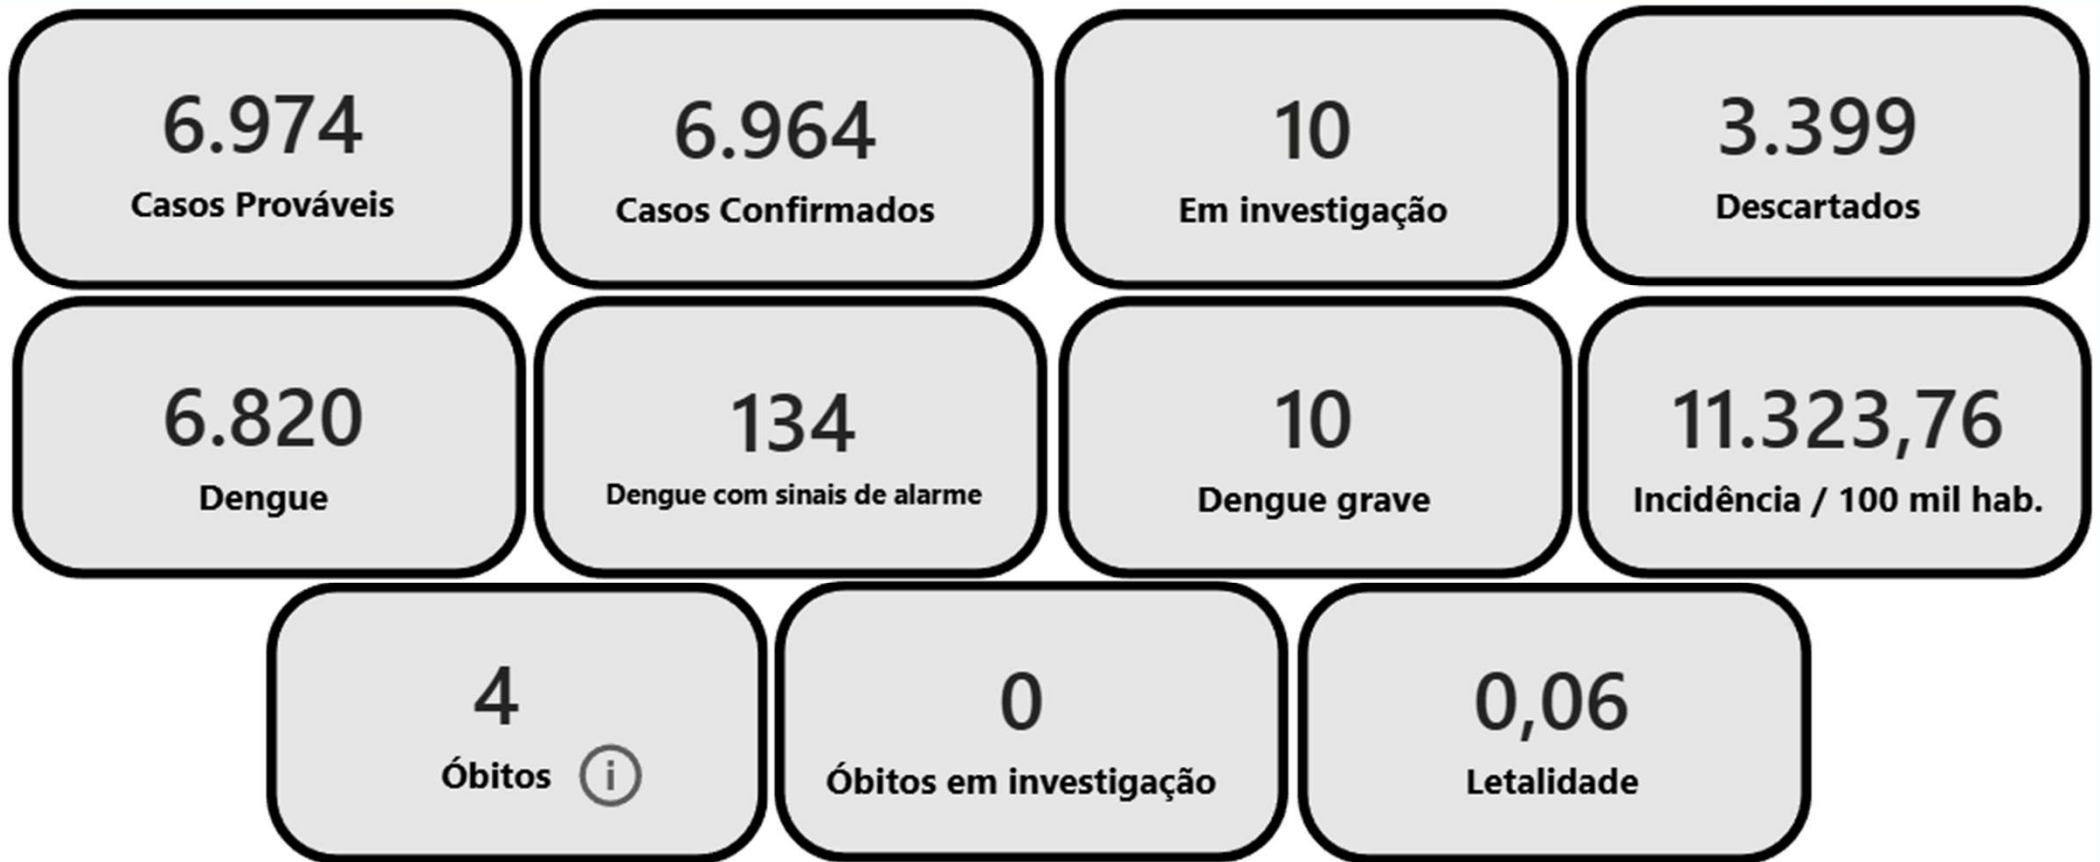 6.974
Casos Prováveis
6.964
Casos Confirmados
10
Em investigação
3.399
Descartados
6.820
Dengue
134
Dengue com sinais de alarme
10
Dengue grave
11.323,76
Incidência / 100 mil hab.
4
Óbitos i
0
Óbitos em investigação
0,06
Letalidade